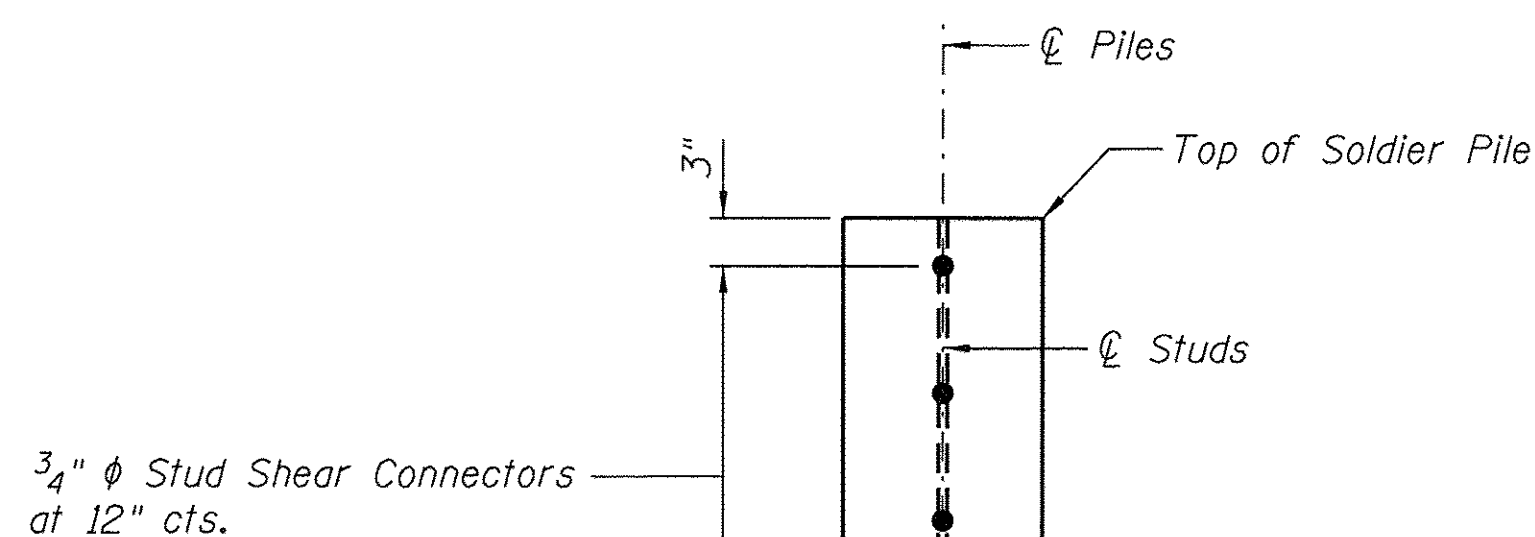 ℄ Piles
Top of Soldier Pile
3"
℄ Studs
3/4" ϕ Stud Shear Connectors
at 12" cts.